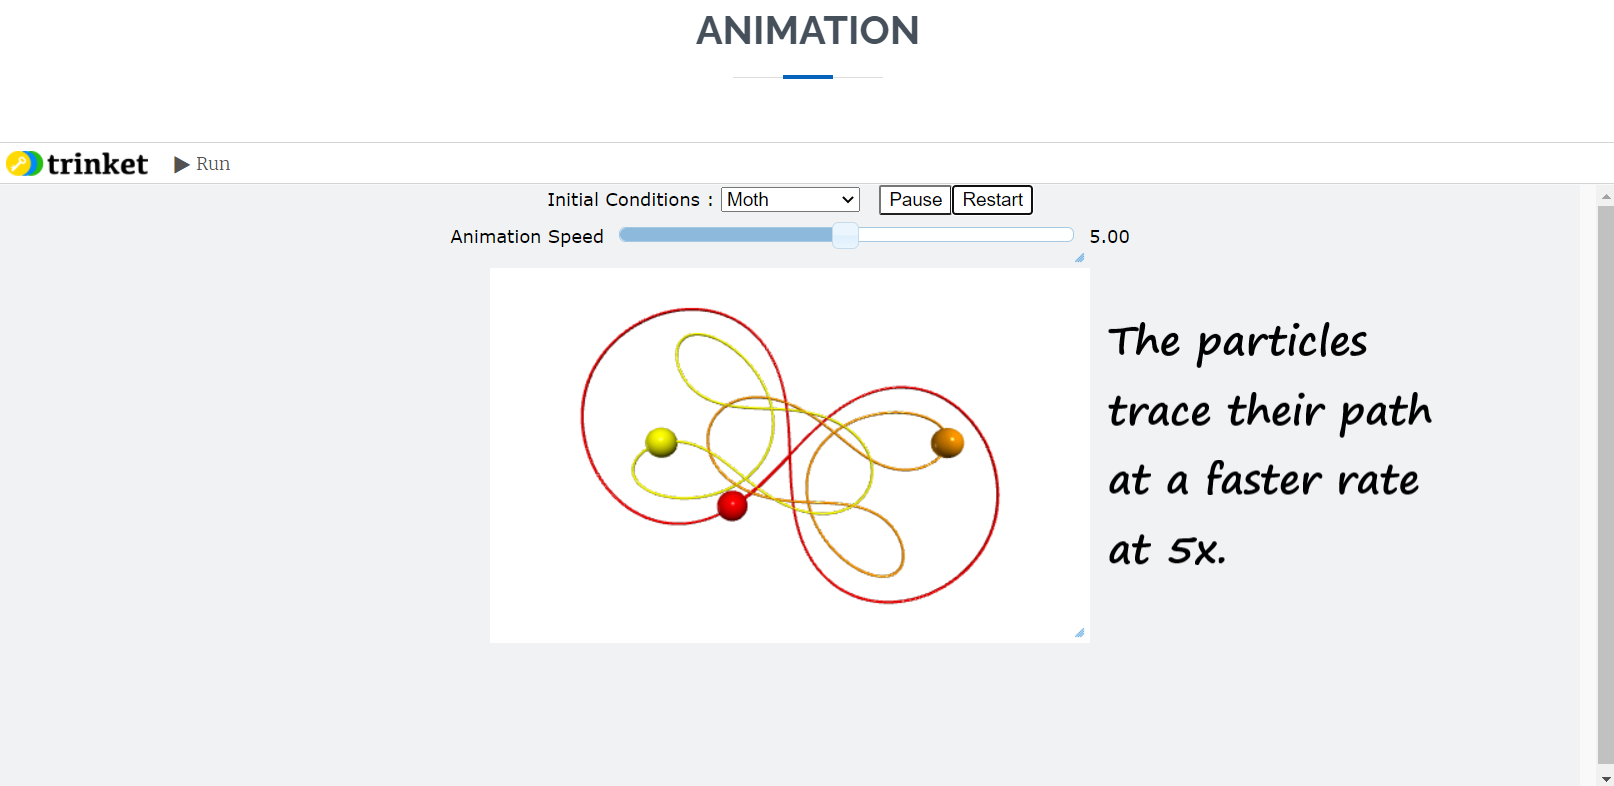 ANIMATION
trinket Run
Initial Conditions : Moth Pause Restart
Animation Speed 5.00
The particles
trace their path
at a faster rate
at 5x.